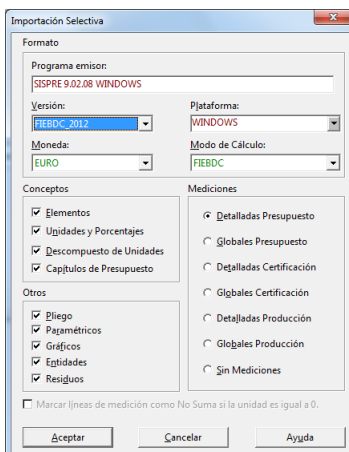 Importación Selectiva
Formato
Programa emisor:
SISPRE 9.02.08 WINDOWS
Versión:
FIEBDC_2012
Plataforma:
WINDOWS
Moneda:
EURO
Modo de Cálculo:
FIEBDC
Conceptos
Elementos
Unidades y Porcentajes
Descompuesto de Unidades
Capítulos de Presupuesto
Otros
Pliego
Paramétricos
Gráficos
Entidades
Residuos
Mediciones
Detalladas Presupuesto
Globales Presupuesto
Detalladas Certificación
Globales Certificación
Detalladas Producción
Globales Producción
Sin Mediciones
Marcar líneas de medición como No Suma si la unidad es igual a 0.
Aceptar
Cancelar
Ayuda